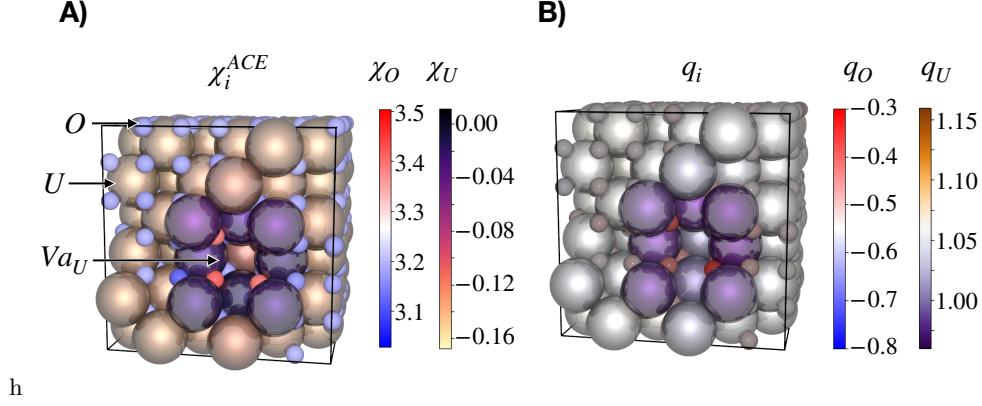 A)
B)
χ_i^{ACE}
χ_O
χ_U
q_i
q_O
q_U
O
U
Va_U
3.5
3.4
3.3
3.2
3.1
0.00
−0.04
−0.08
−0.12
−0.16
−0.3
−0.4
−0.5
−0.6
−0.7
−0.8
1.15
1.10
1.05
1.00
h